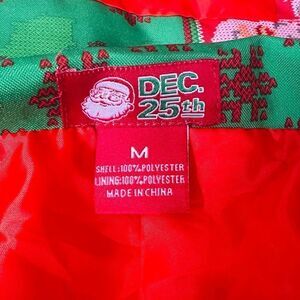 DEC.
25th
M
SHELL:100%POLYESTER
LINING:100%POLYESTER
MADE IN CHINA